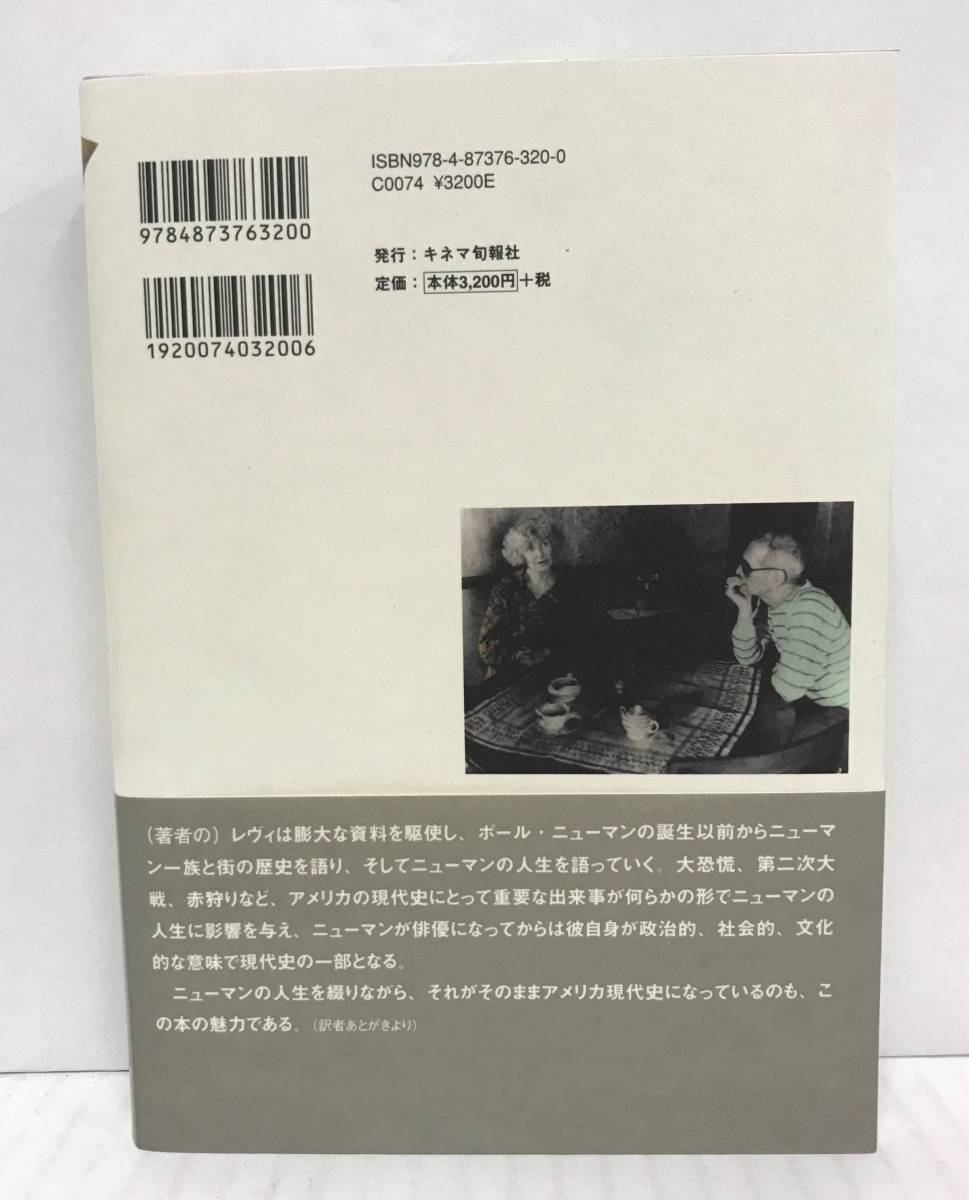 ISBN978-4-87376-320-0
C0074 ¥3200E
9784873763200
発行：キネマ旬報社
定価：本体3,200円+税
1920074032006
（著者の）レヴィは膨大な資料を駆使し、ポール・ニューマンの誕生以前からニューマ
ン一族と街の歴史を語り、そしてニューマンの人生を語っていく。大恐慌、第二次大
戦、赤狩りなど、アメリカの現代史にとって重要な出来事が何らかの形でニューマンの
人生に影響を与え、ニューマンが俳優になってからは彼自身が政治的、社会的、文化
的な意味で現代史の一部となる。
　ニューマンの人生を綴りながら、それがそのままアメリカ現代史になっているのも、こ
の本の魅力である。（訳者あとがきより）